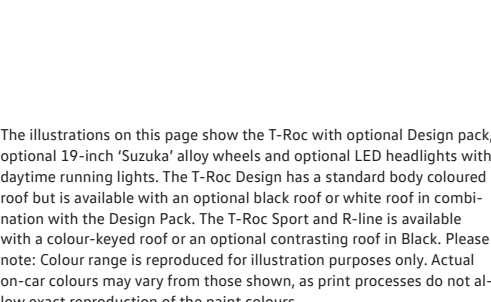 The illustrations on this page show the T-Roc with optional Design pack,
optional 19-inch ‘Suzuka’ alloy wheels and optional LED headlights with
daytime running lights. The T-Roc Design has a standard body coloured
roof but is available with an optional black roof or white roof in combi-
nation with the Design Pack. The T-Roc Sport and R-line is available
with a colour-keyed roof or an optional contrasting roof in Black. Please
note: Colour range is reproduced for illustration purposes only. Actual
on-car colours may vary from those shown, as print processes do not al-
low exact reproduction of the paint colours.